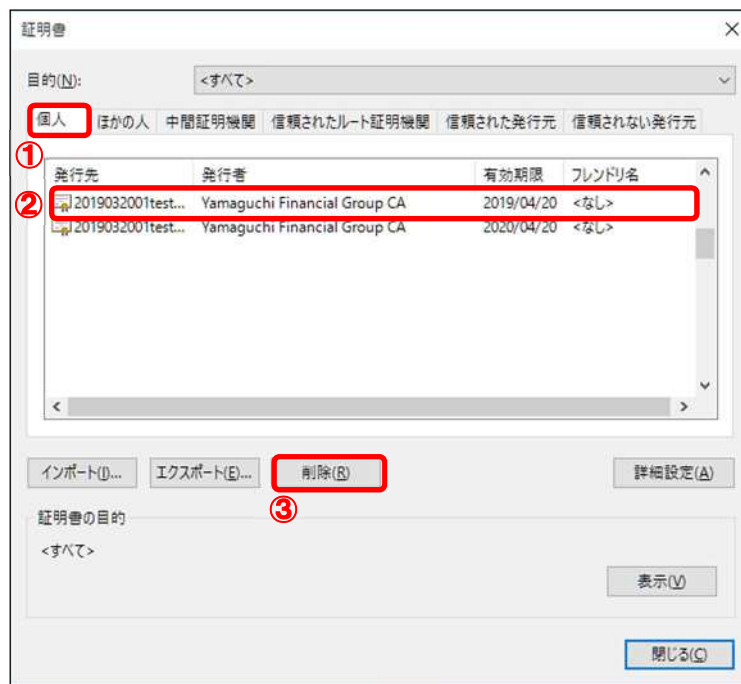 証明書
目的(N): <すべて>
個人 ほかの人 中間証明機関 信頼されたルート証明機関 信頼された発行元 信頼されない発行元
①
発行先 発行者 有効期限 フレンドリ名
② 2019032001test... Yamaguchi Financial Group CA 2019/04/20 <なし>
2019032001test... Yamaguchi Financial Group CA 2020/04/20 <なし>
インポート(I)... エクスポート(E)... 削除(R) 詳細設定(A)
③
証明書の目的
<すべて>
表示(V)
閉じる(C)